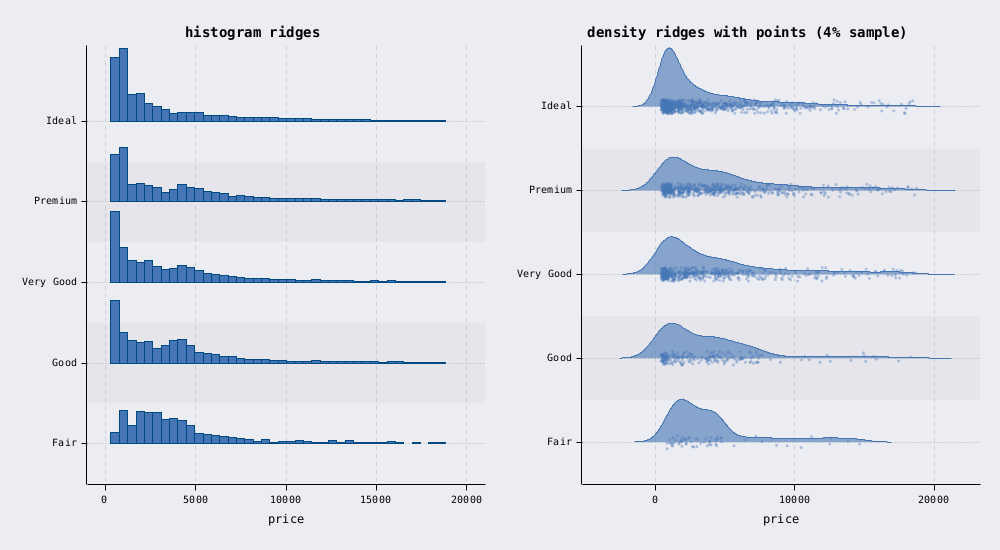 histogram ridges
Ideal
Premium
Very Good
Good
Fair
0 5000 10000 15000 20000
price
density ridges with points (4% sample)
Ideal
Premium
Very Good
Good
Fair
0 10000 20000
price